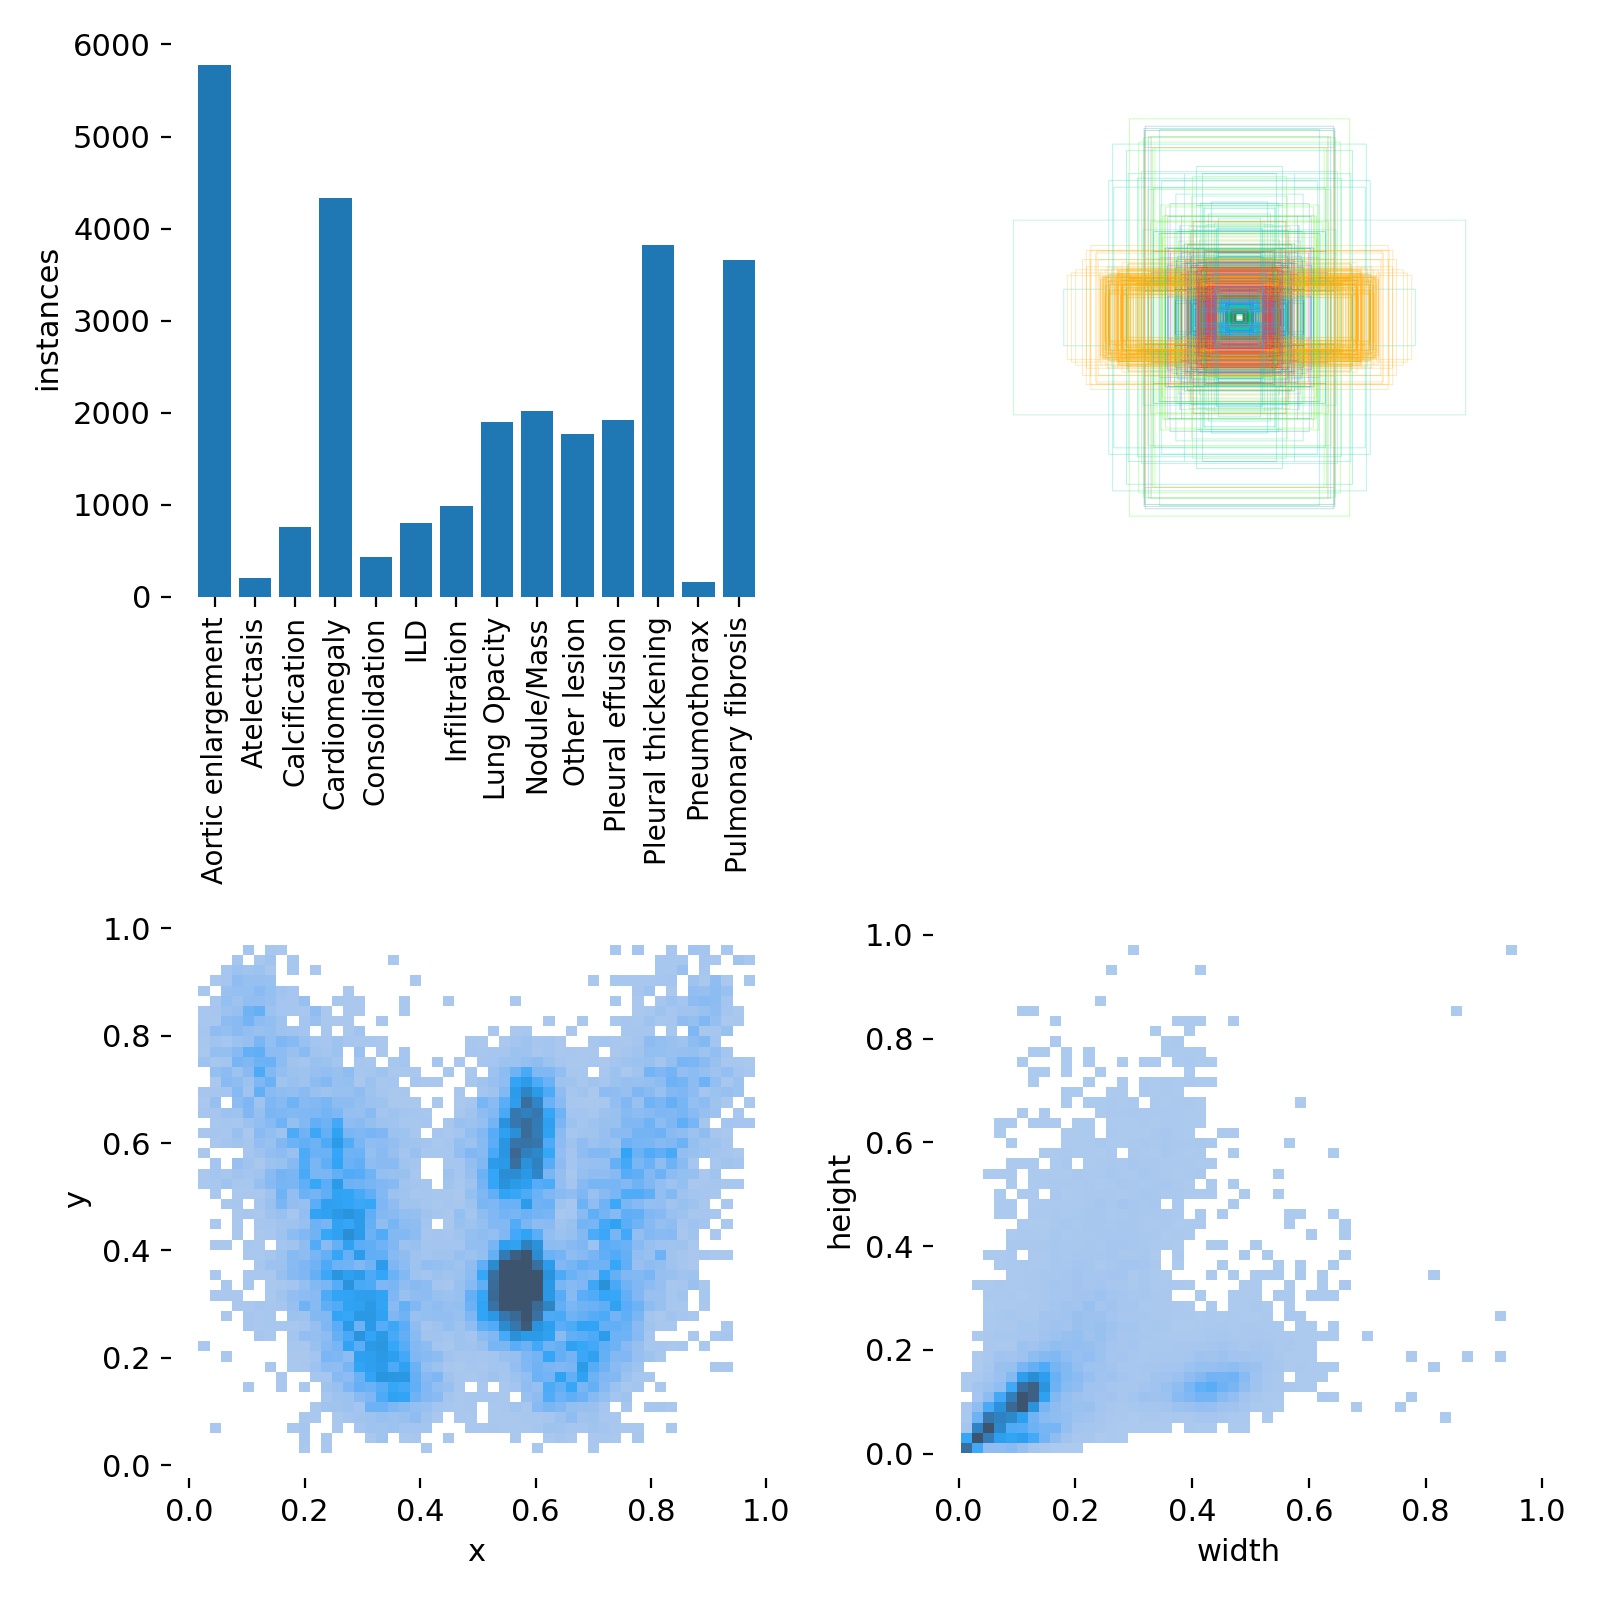 6000
5000
4000
3000
2000
1000
0
instances
Aortic enlargement
Atelectasis
Calcification
Cardiomegaly
Consolidation
ILD
Infiltration
Lung Opacity
Nodule/Mass
Other lesion
Pleural effusion
Pleural thickening
Pneumothorax
Pulmonary fibrosis
1.0
0.8
0.6
0.4
0.2
0.0
y
0.0 0.2 0.4 0.6 0.8 1.0
x
1.0
0.8
0.6
0.4
0.2
0.0
height
0.0 0.2 0.4 0.6 0.8 1.0
width